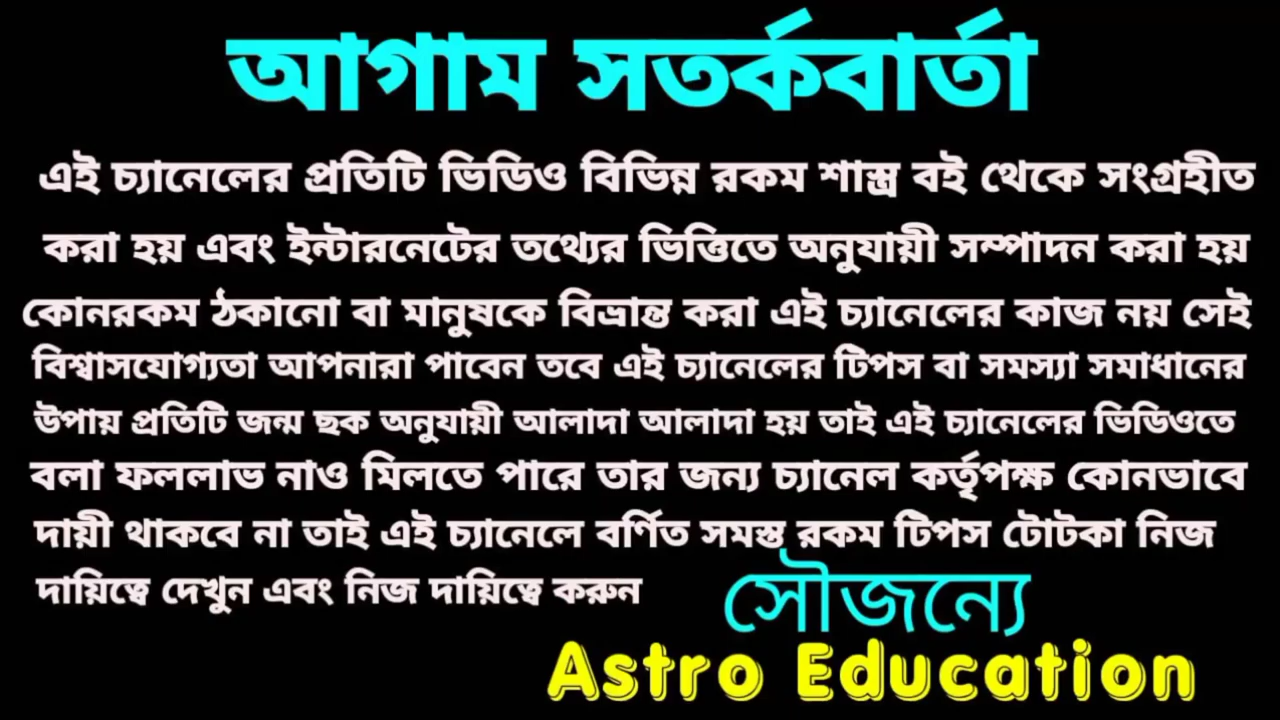 আগাম সতর্কবার্তা
এই চ্যানেলের প্রতিটি ভিডিও বিভিন্ন রকম শাস্ত্র বই থেকে সংগ্রহীত
করা হয় এবং ইন্টারনেটের তথ্যের ভিত্তিতে অনুযায়ী সম্পাদন করা হয়
কোনরকম ঠকানো বা মানুষকে বিভ্রান্ত করা এই চ্যানেলের কাজ নয় সেই
বিশ্বাসযোগ্যতা আপনারা পাবেন তবে এই চ্যানেলের টিপস বা সমস্যা সমাধানের
উপায় প্রতিটি জন্ম ছক অনুযায়ী আলাদা আলাদা হয় তাই এই চ্যানেলের ভিডিওতে
বলা ফললাভ নাও মিলতে পারে তার জন্য চ্যানেল কর্তৃপক্ষ কোনভাবে
দায়ী থাকবে না তাই এই চ্যানেলে বর্ণিত সমস্ত রকম টিপস টোটকা নিজ
দায়িত্বে দেখুন এবং নিজ দায়িত্বে করুন
সৌজন্যে
Astro Education